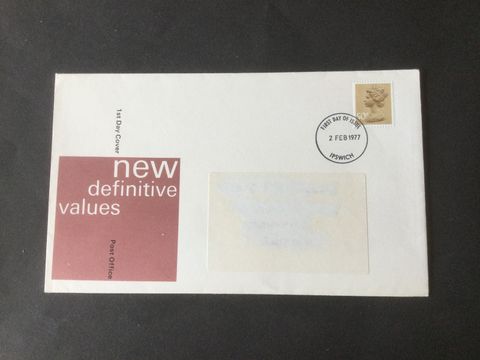 1st Day Cover
new
definitive
values
Post Office
FIRST DAY OF ISSUE
2 FEB 1977
IPSWICH